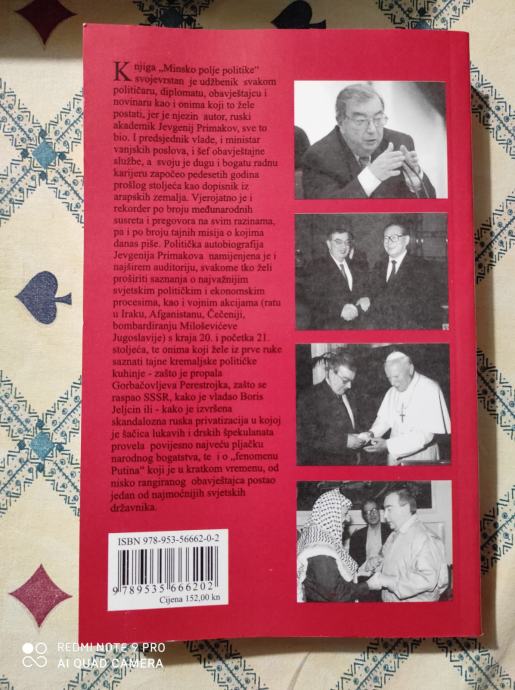 Knjiga „Minsko polje politike“
svojevrstan je udžbenik svakom
političaru, diplomatu, obavještajcu i
novinaru kao i onima koji to žele
postati, jer je njezin autor, ruski
akademik Jevgenij Primakov, sve to
bio. I predsjednik vlade, i ministar
vanjskih poslova, i šef obavještajne
službe, a svoju je dugu i bogatu radnu
karijeru započeo pedesetih godina
prošlog stoljeća kao dopisnik iz
arapskih zemalja. Vjerojatno je i
rekorder po broju međunarodnih
susreta i pregovora na svim razinama,
pa i po broju tajnih misija o kojima
danas piše. Politička autobiografija
Jevgenija Primakova namijenjena je i
najširem auditoriju, svakome tko želi
proširiti saznanja o najvažnijim
svjetskim političkim i ekonomskim
procesima, kao i vojnim akcijama (ratu
u Iraku, Afganistanu, Čečeniji,
bombardiranju Miloševićeve
Jugoslavije) s kraja 20. i početka 21.
stoljeća, te onima koji žele iz prve ruke
saznati tajne kremaljske političke
kuhinje - zašto je propala
Gorbačovljeva Perestrojka, zašto se
raspao SSSR, kako je vladao Boris
Jeljcin ili - kako je izvršena
skandalozna ruska privatizacija u kojoj
je šačica lukavih i drskih špekulanata
provela povijesno najveću pljačku
narodnog bogatstva, te i o „fenomenu
Putina“ koji je u kratkom vremenu, od
nisko rangiranog obavještajca postao
jedan od najmoćnijih svjetskih
državnika.
ISBN 978-953-56662-0-2
9 789535 666202
Cijena 152,00 kn
REDMI NOTE 9 PRO
AI QUAD CAMERA